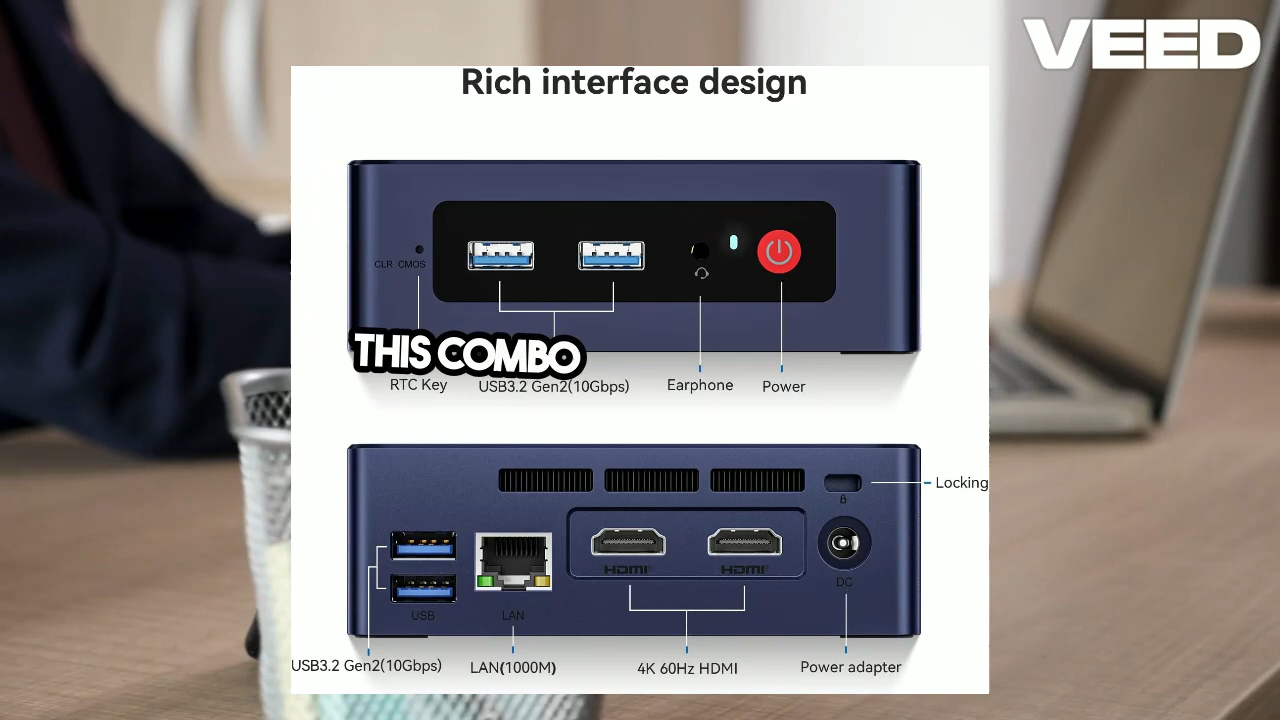 VEED
Rich interface design
CLR CMOS
THIS COMBO
RTC Key
USB3.2 Gen2(10Gbps)
Earphone
Power
Locking
HDMI
HDMI
DC
USB
LAN
USB3.2 Gen2(10Gbps)
LAN(1000M)
4K 60Hz HDMI
Power adapter